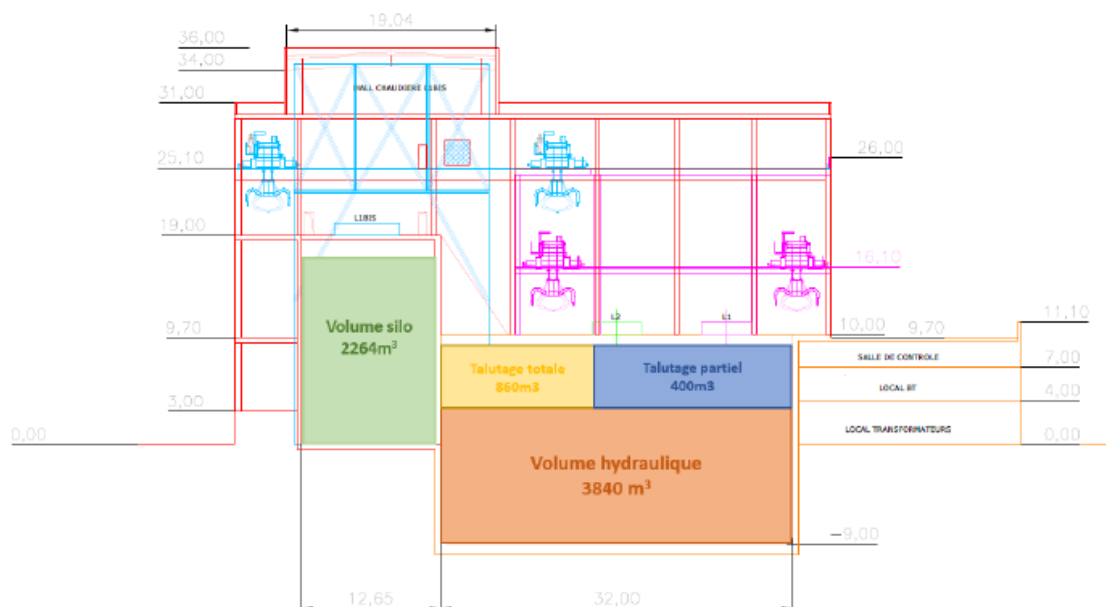 19,04
36,00
34,00
HALL CHAUDIERE L1BIS
31,00
25,10
26,00
L1BIS
19,00
16,10
Volume silo
2264m³
L2
L1
11,10
9,70
10,00
9,70
Talutage totale
860m3
Talutage partiel
400m3
SALLE DE CONTROLE
7,00
LOCAL BT
4,00
3,00
0,00
LOCAL TRANSFORMATEURS
0,00
Volume hydraulique
3840 m³
-9,00
12,65
32,00